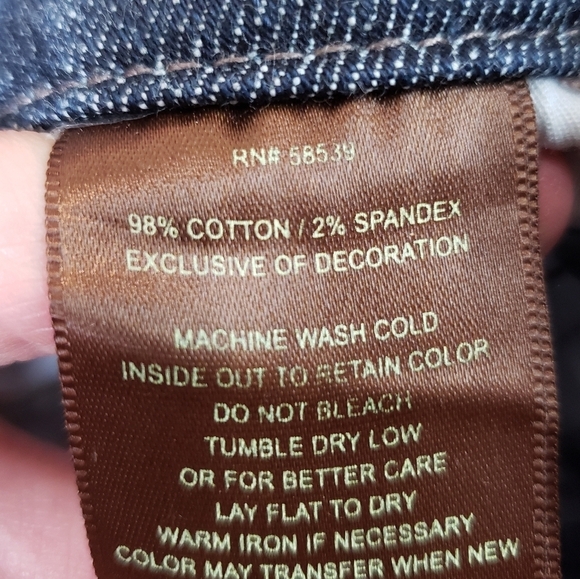 RN# 58539
98% COTTON / 2% SPANDEX
EXCLUSIVE OF DECORATION
MACHINE WASH COLD
INSIDE OUT TO RETAIN COLOR
DO NOT BLEACH
TUMBLE DRY LOW
OR FOR BETTER CARE
LAY FLAT TO DRY
WARM IRON IF NECESSARY
COLOR MAY TRANSFER WHEN NEW